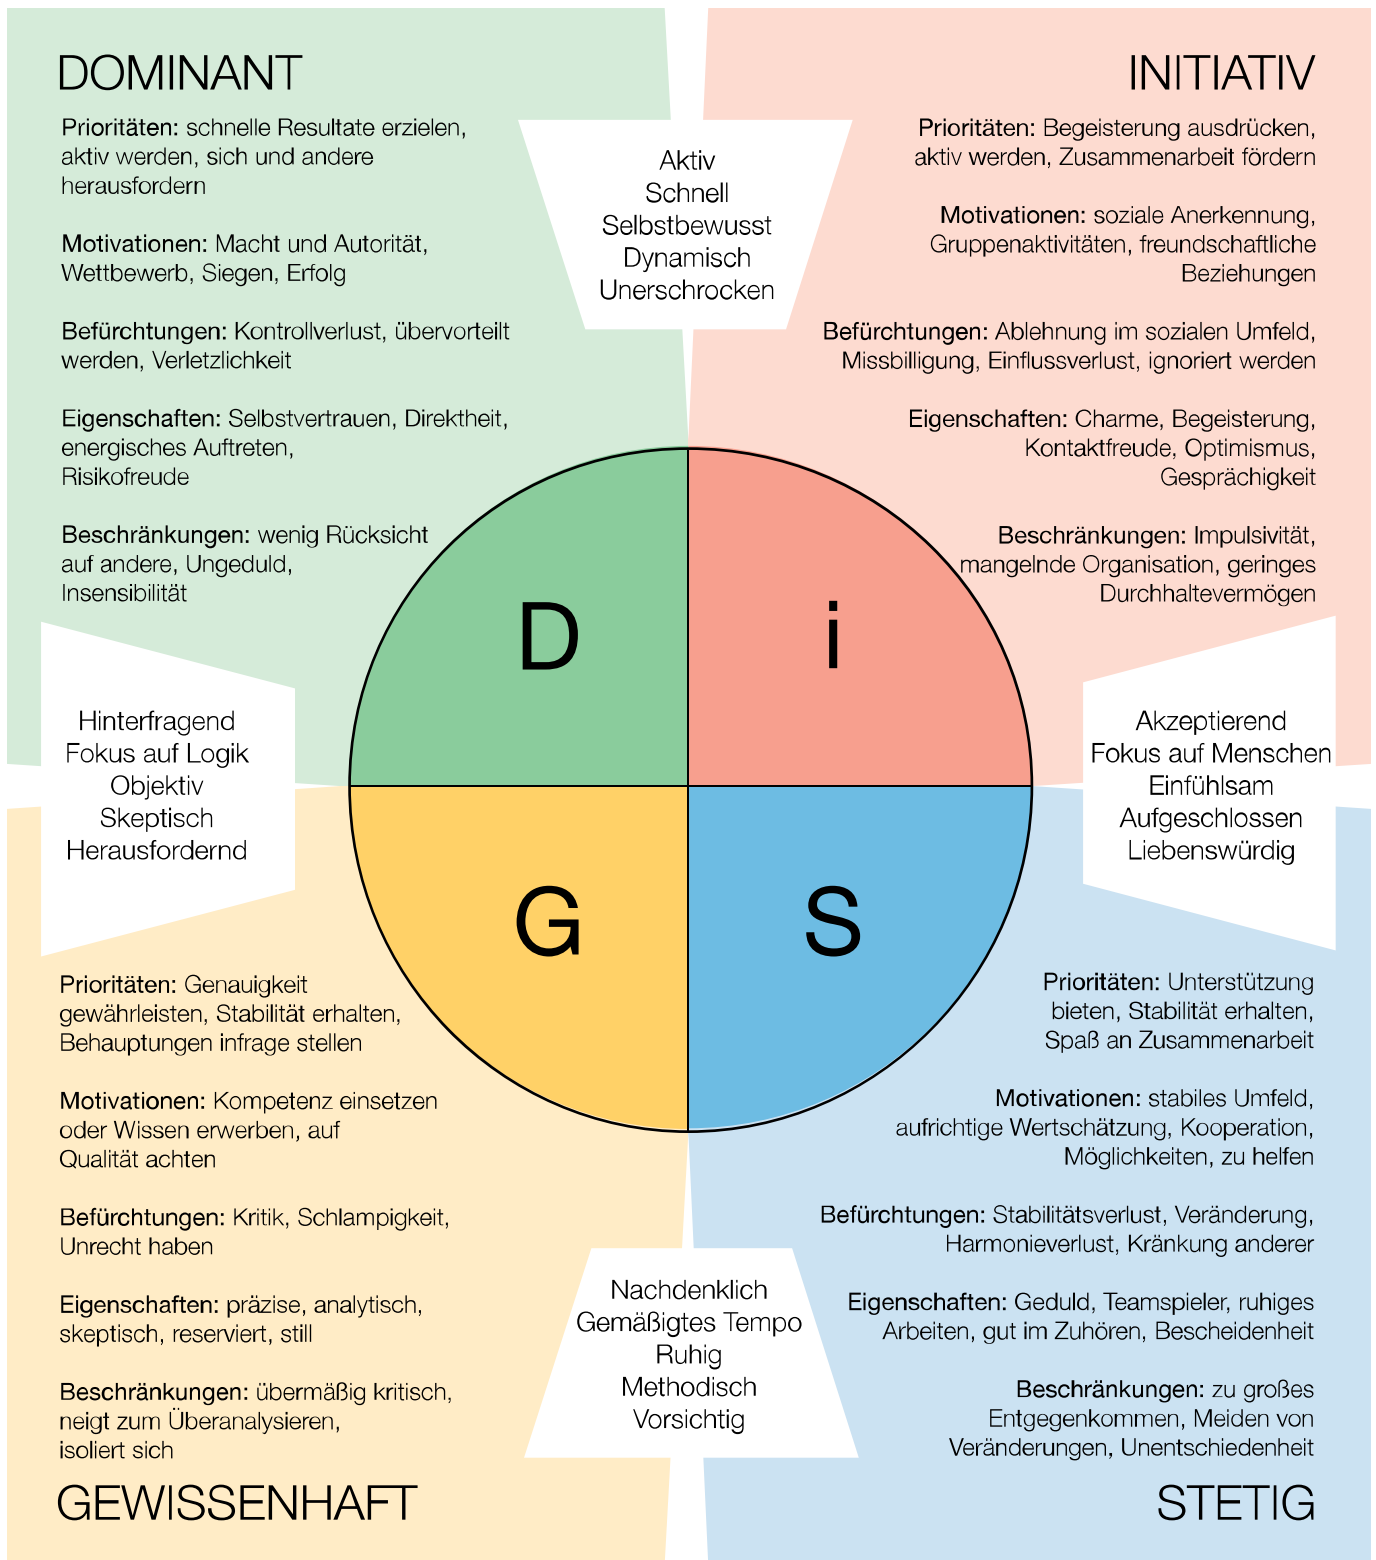 DOMINANT
Prioritäten: schnelle Resultate erzielen,
aktiv werden, sich und andere
herausfordern
Motivationen: Macht und Autorität,
Wettbewerb, Siegen, Erfolg
Befürchtungen: Kontrollverlust, übervorteilt
werden, Verletzlichkeit
Eigenschaften: Selbstvertrauen, Direktheit,
energisches Auftreten,
Risikofreude
Beschränkungen: wenig Rücksicht
auf andere, Ungeduld,
Insensibilität
Aktiv
Schnell
Selbstbewusst
Dynamisch
Unerschrocken
INITIATIV
Prioritäten: Begeisterung ausdrücken,
aktiv werden, Zusammenarbeit fördern
Motivationen: soziale Anerkennung,
Gruppenaktivitäten, freundschaftliche
Beziehungen
Befürchtungen: Ablehnung im sozialen Umfeld,
Missbilligung, Einflussverlust, ignoriert werden
Eigenschaften: Charme, Begeisterung,
Kontaktfreude, Optimismus,
Gesprächigkeit
Beschränkungen: Impulsivität,
mangelnde Organisation, geringes
Durchhaltevermögen
D
i
Hinterfragend
Fokus auf Logik
Objektiv
Skeptisch
Herausfordernd
Akzeptierend
Fokus auf Menschen
Einfühlsam
Aufgeschlossen
Liebenswürdig
G
S
Prioritäten: Genauigkeit
gewährleisten, Stabilität erhalten,
Behauptungen infrage stellen
Motivationen: Kompetenz einsetzen
oder Wissen erwerben, auf
Qualität achten
Befürchtungen: Kritik, Schlampigkeit,
Unrecht haben
Eigenschaften: präzise, analytisch,
skeptisch, reserviert, still
Beschränkungen: übermäßig kritisch,
neigt zum Überanalysieren,
isoliert sich
GEWISSENHAFT
Nachdenklich
Gemäßigtes Tempo
Ruhig
Methodisch
Vorsichtig
Prioritäten: Unterstützung
bieten, Stabilität erhalten,
Spaß an Zusammenarbeit
Motivationen: stabiles Umfeld,
aufrichtige Wertschätzung, Kooperation,
Möglichkeiten, zu helfen
Befürchtungen: Stabilitätsverlust, Veränderung,
Harmonieverlust, Kränkung anderer
Eigenschaften: Geduld, Teamspieler, ruhiges
Arbeiten, gut im Zuhören, Bescheidenheit
Beschränkungen: zu großes
Entgegenkommen, Meiden von
Veränderungen, Unentschiedenheit
STETIG